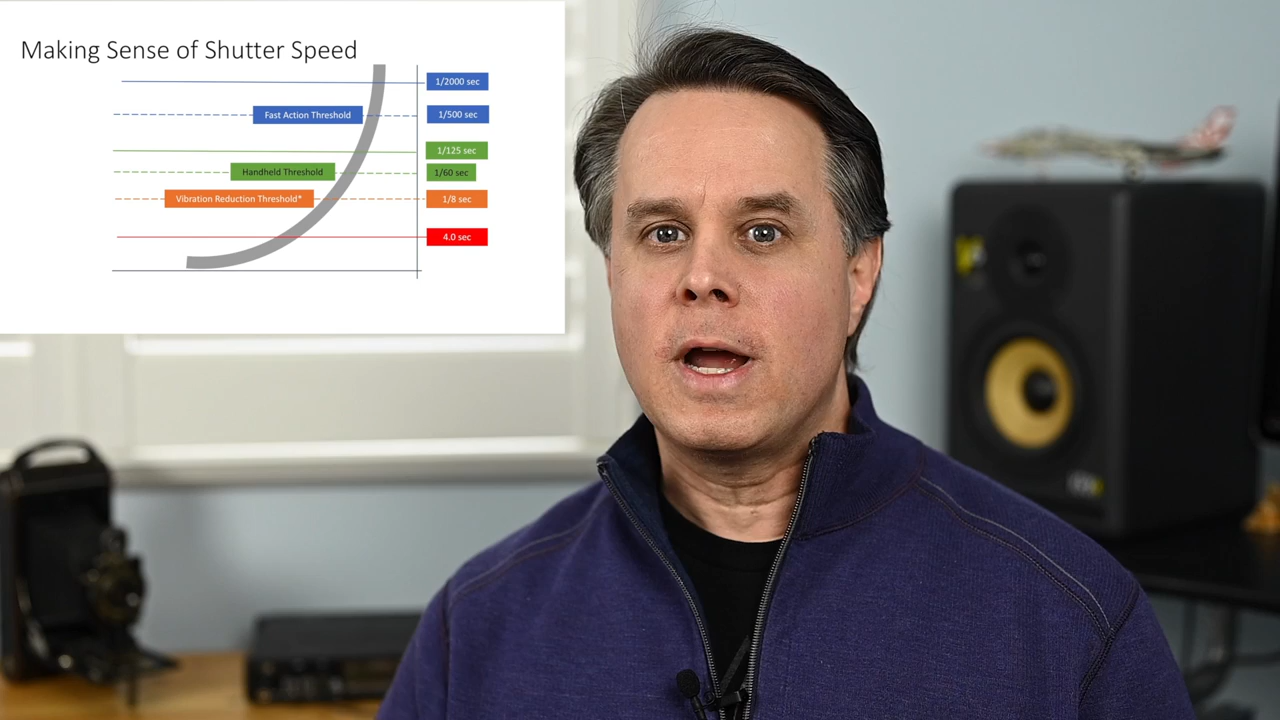 Making Sense of Shutter Speed
1/2000 sec
Fast Action Threshold
1/500 sec
1/125 sec
Handheld Threshold
1/60 sec
Vibration Reduction Threshold*
1/8 sec
4.0 sec